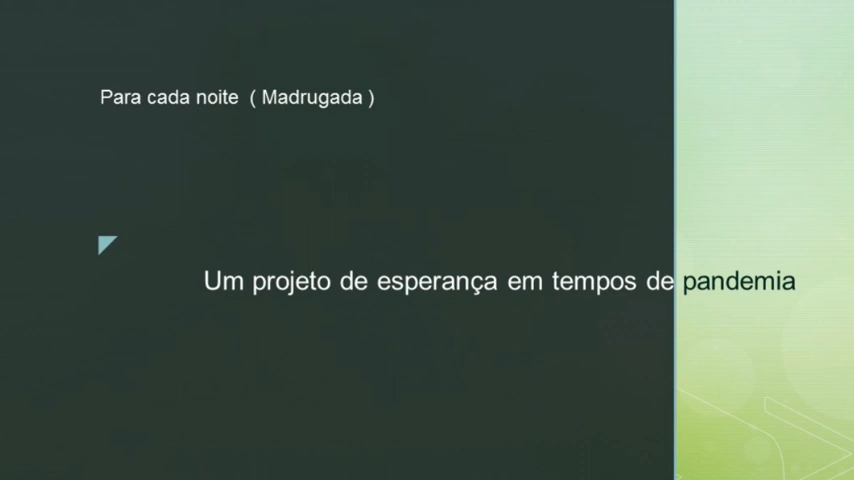 Para cada noite ( Madrugada )
Um projeto de esperança em tempos de pandemia